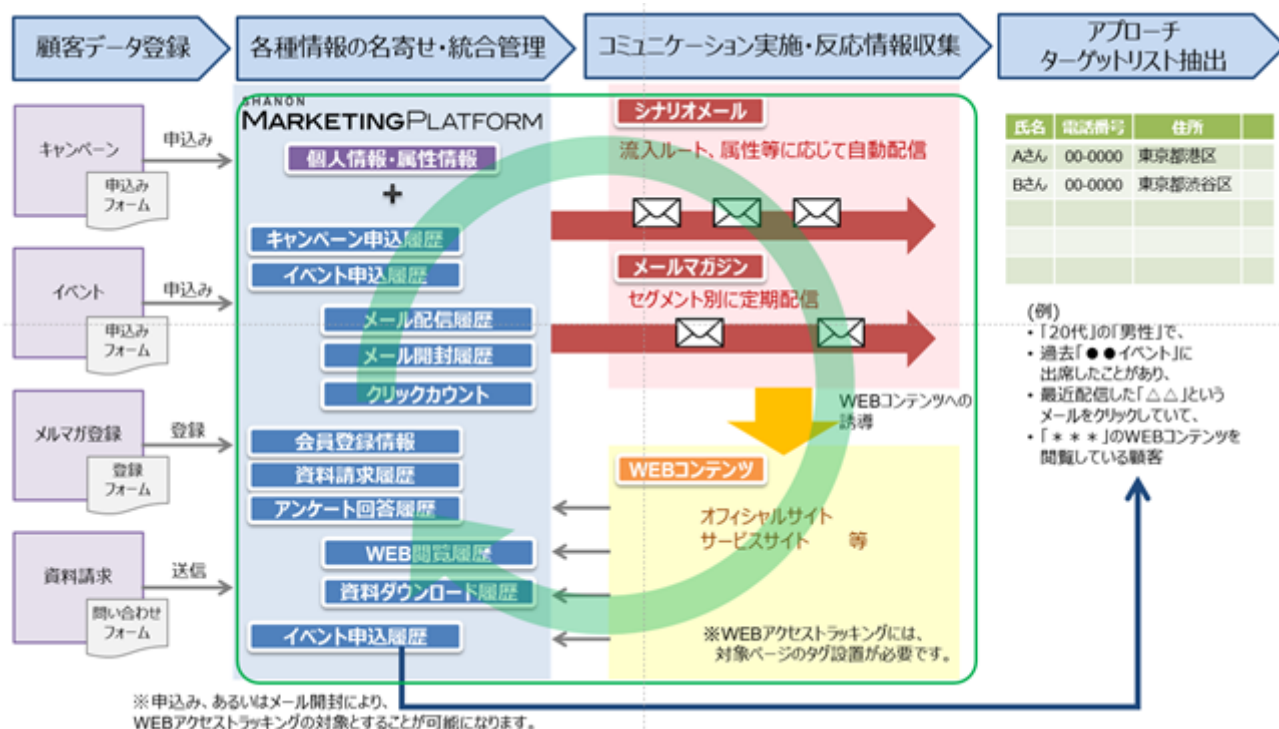 顧客データ登録
各種情報の名寄せ・統合管理
コミュニケーション実施・反応情報収集
アプローチ
ターゲットリスト抽出
キャンペーン
申込み
申込み
フォーム
イベント
申込み
申込み
フォーム
メルマガ登録
登録
登録
フォーム
資料請求
送信
問い合わせ
フォーム
SHANON
MARKETINGPLATFORM
個人情報・属性情報
+
キャンペーン申込履歴
イベント申込履歴
メール配信履歴
メール開封履歴
クリックカウント
会員登録情報
資料請求履歴
アンケート回答履歴
WEB閲覧履歴
資料ダウンロード履歴
イベント申込履歴
シナリオメール
流入ルート、属性等に応じて自動配信
メールマガジン
セグメント別に定期配信
WEBコンテンツへの
誘導
WEBコンテンツ
オフィシャルサイト
サービスサイト 等
※WEBアクセストラッキングには、
対象ページのタグ設置が必要です。
氏名 電話番号 住所
Aさん 00-0000 東京都港区
Bさん 00-0000 東京都渋谷区
(例)
・「20代」の「男性」で、
・過去「●●イベント」に
出席したことがあり、
・最近配信した「△△」という
メールをクリックしていて、
・「＊＊＊」のWEBコンテンツを
閲覧している顧客
※申込み、あるいはメール開封により、
WEBアクセストラッキングの対象とすることが可能になります。